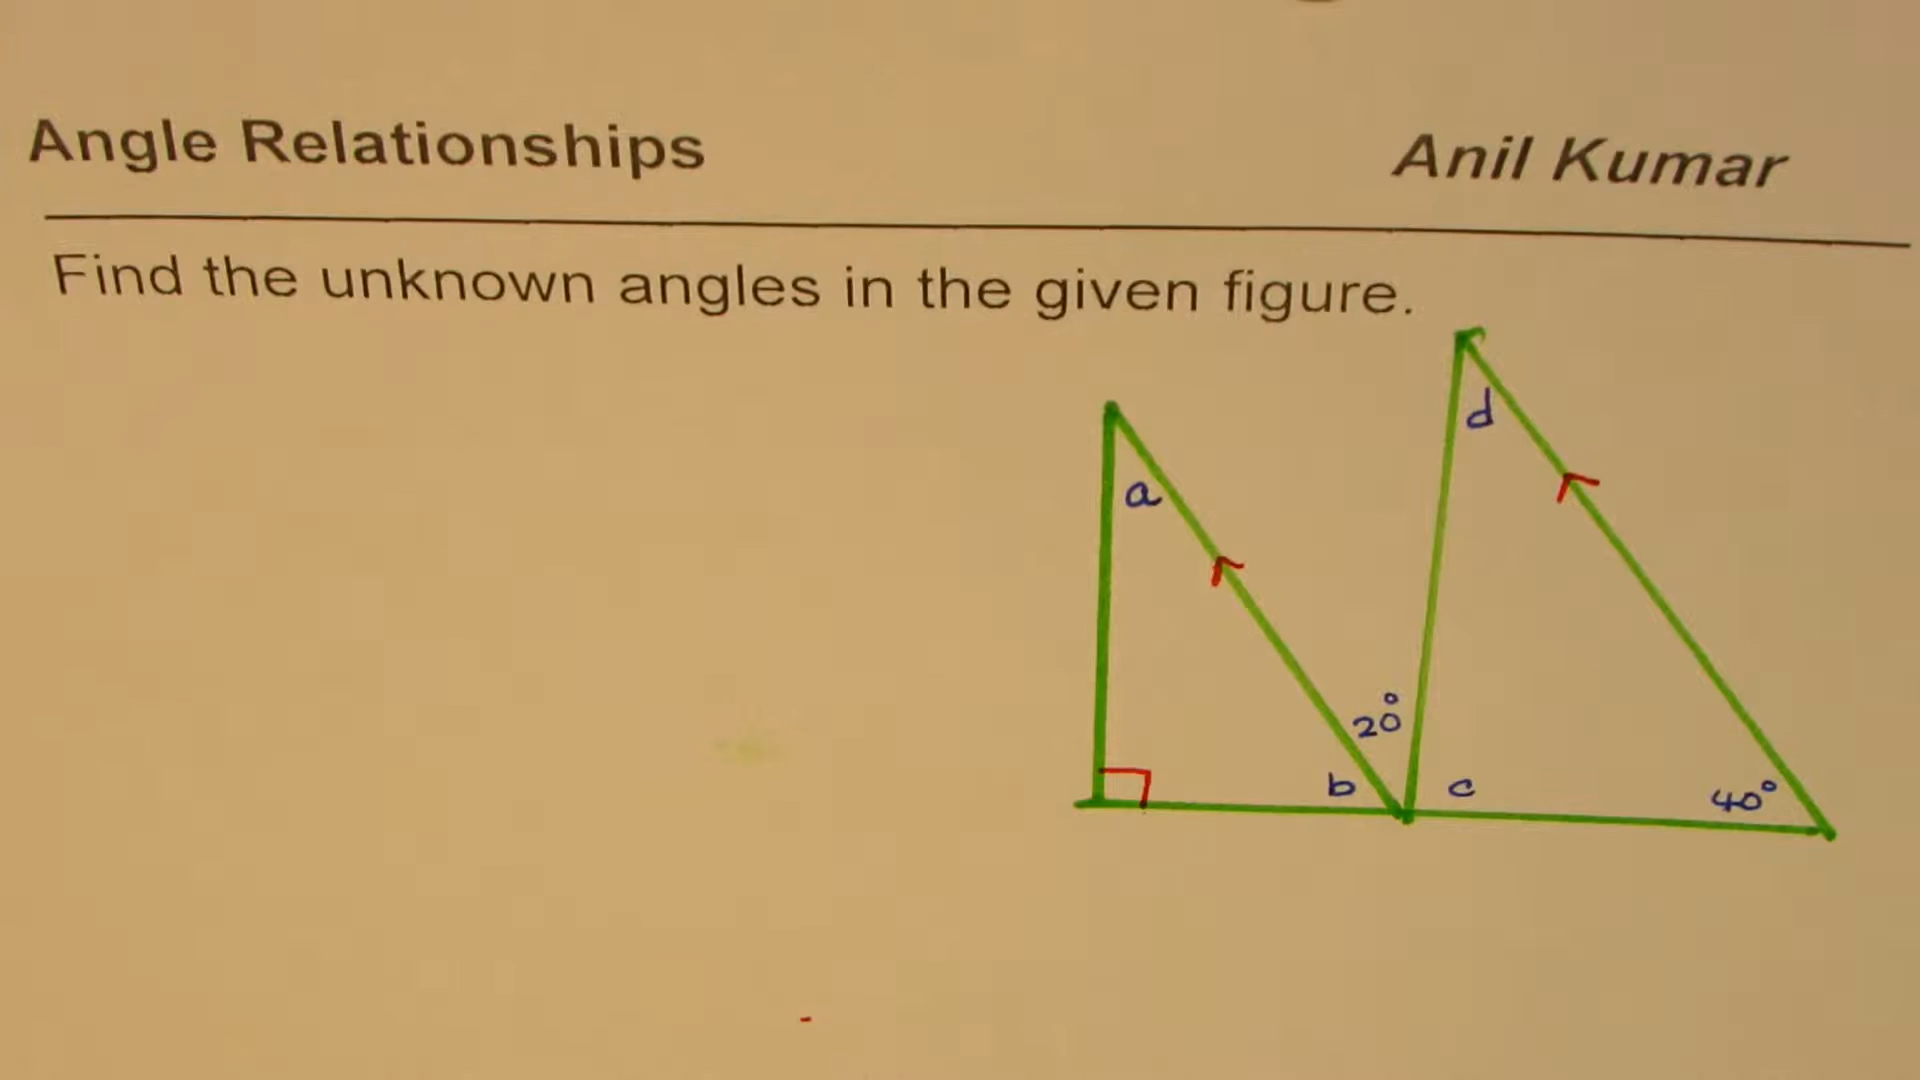 Angle Relationships Anil Kumar
Find the unknown angles in the given figure.
d
a
20°
b c 40°